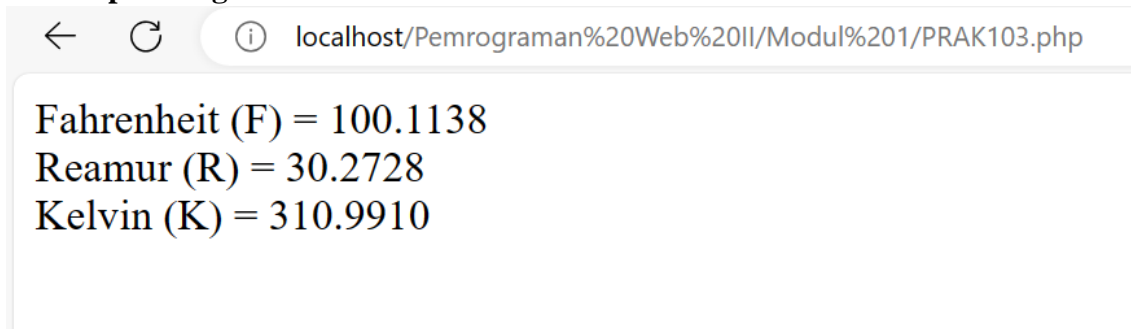 localhost/Pemrograman%20Web%20II/Modul%201/PRAK103.php
Fahrenheit (F) = 100.1138
Reamur (R) = 30.2728
Kelvin (K) = 310.9910